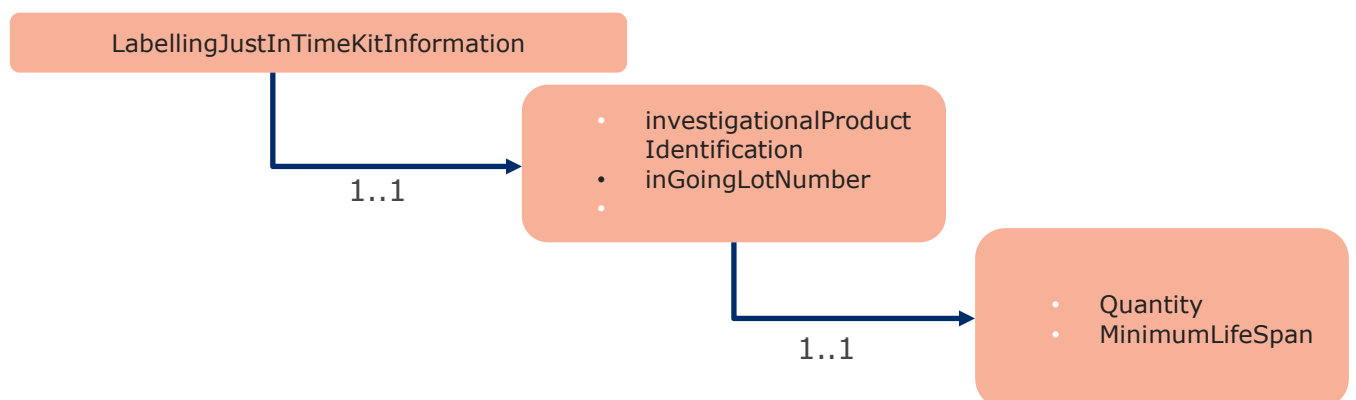 LabellingJustInTimeKitInformation
• investigationalProduct
Identification
• inGoingLotNumber
•
1..1
• Quantity
• MinimumLifeSpan
1..1